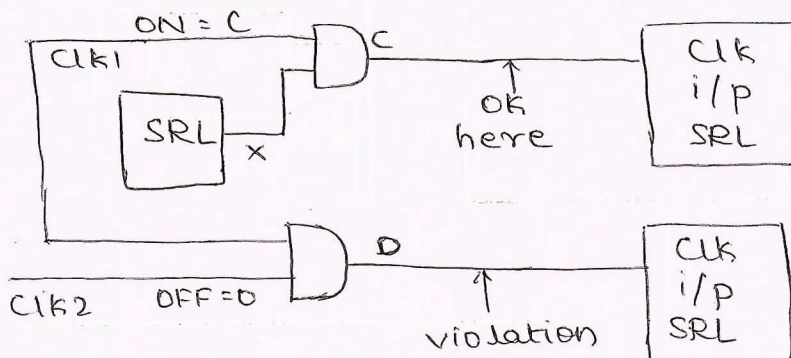 ON = C
Clk1
C
SRL
X
OK
here
Clk
i/p
SRL
D
Clk2
OFF=0
violation
Clk
i/p
SRL